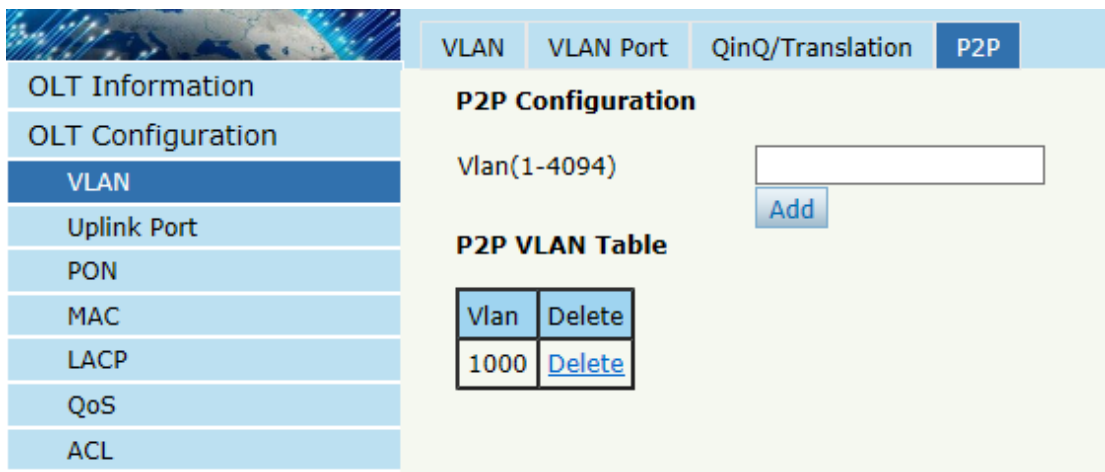 VLAN VLAN Port QinQ/Translation P2P
OLT Information
OLT Configuration
VLAN
Uplink Port
PON
MAC
LACP
QoS
ACL
P2P Configuration
Vlan(1-4094)
Add
P2P VLAN Table
Vlan Delete
1000 Delete